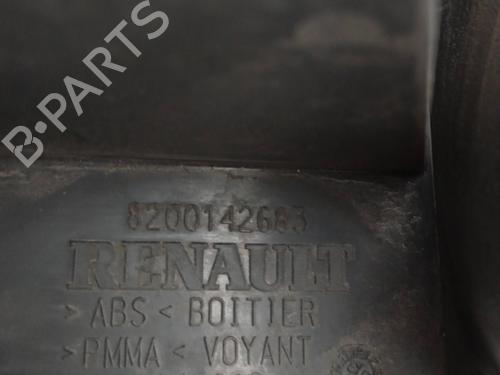 B-PARTS
8200142683
RENAULT
> ABS < BOITIER
> PMMA < VOYANT